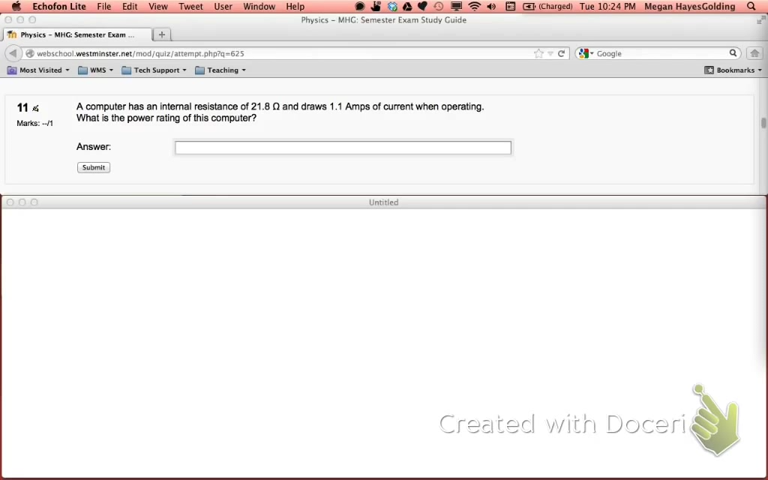 Echofon Lite File Edit View Tweet User Window Help (Charged) Tue 10:24 PM Megan HayesGolding
Physics – MHG: Semester Exam Study Guide
Physics – MHG: Semester Exam ... +
webschool.westminster.net/mod/quiz/attempt.php?q=625 Google
Most Visited WMS Tech Support Teaching Bookmarks
11 A computer has an internal resistance of 21.8 Ω and draws 1.1 Amps of current when operating.
What is the power rating of this computer?
Marks: --/1
Answer:
Submit
Untitled
Created with Doceri